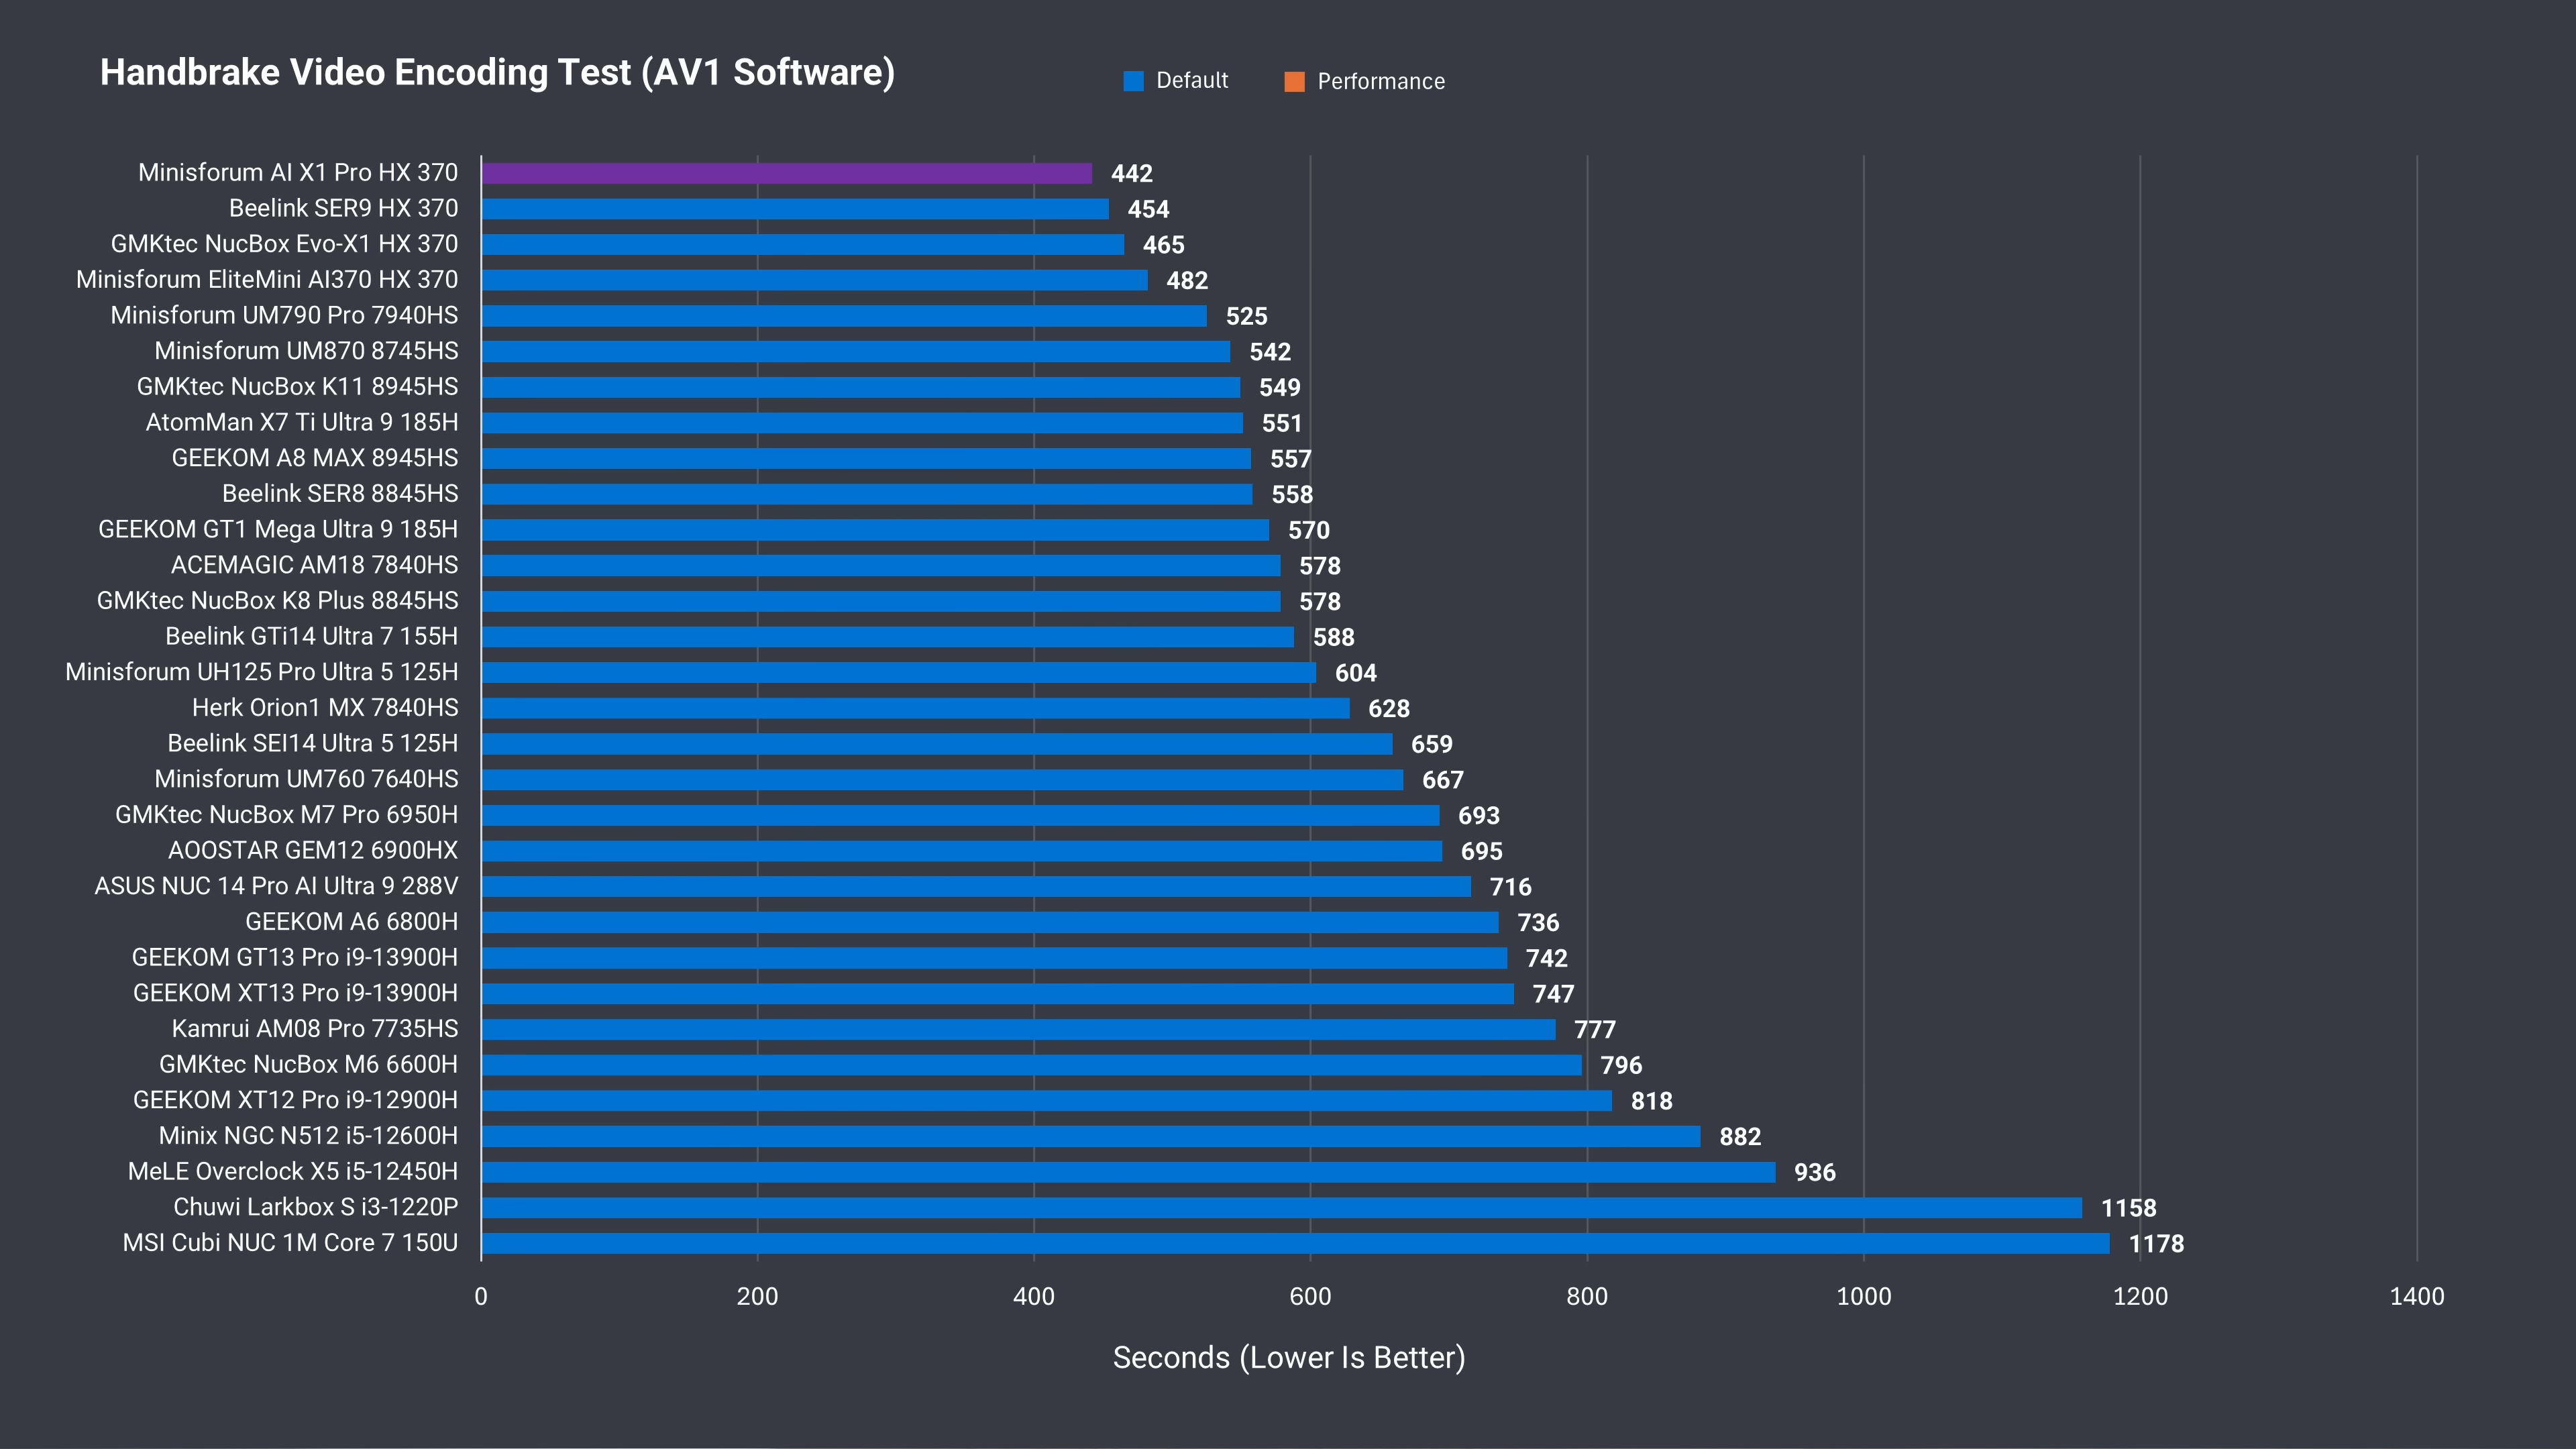 Handbrake Video Encoding Test (AV1 Software)
Default
Performance
Minisforum AI X1 Pro HX 370 442
Beelink SER9 HX 370 454
GMKtec NucBox Evo-X1 HX 370 465
Minisforum EliteMini AI370 HX 370 482
Minisforum UM790 Pro 7940HS 525
Minisforum UM870 8745HS 542
GMKtec NucBox K11 8945HS 549
AtomMan X7 Ti Ultra 9 185H 551
GEEKOM A8 MAX 8945HS 557
Beelink SER8 8845HS 558
GEEKOM GT1 Mega Ultra 9 185H 570
ACEMAGIC AM18 7840HS 578
GMKtec NucBox K8 Plus 8845HS 578
Beelink GTi14 Ultra 7 155H 588
Minisforum UH125 Pro Ultra 5 125H 604
Herk Orion1 MX 7840HS 628
Beelink SEI14 Ultra 5 125H 659
Minisforum UM760 7640HS 667
GMKtec NucBox M7 Pro 6950H 693
AOOSTAR GEM12 6900HX 695
ASUS NUC 14 Pro AI Ultra 9 288V 716
GEEKOM A6 6800H 736
GEEKOM GT13 Pro i9-13900H 742
GEEKOM XT13 Pro i9-13900H 747
Kamrui AM08 Pro 7735HS 777
GMKtec NucBox M6 6600H 796
GEEKOM XT12 Pro i9-12900H 818
Minix NGC N512 i5-12600H 882
MeLE Overclock X5 i5-12450H 936
Chuwi Larkbox S i3-1220P 1158
MSI Cubi NUC 1M Core 7 150U 1178
0 200 400 600 800 1000 1200 1400
Seconds (Lower Is Better)